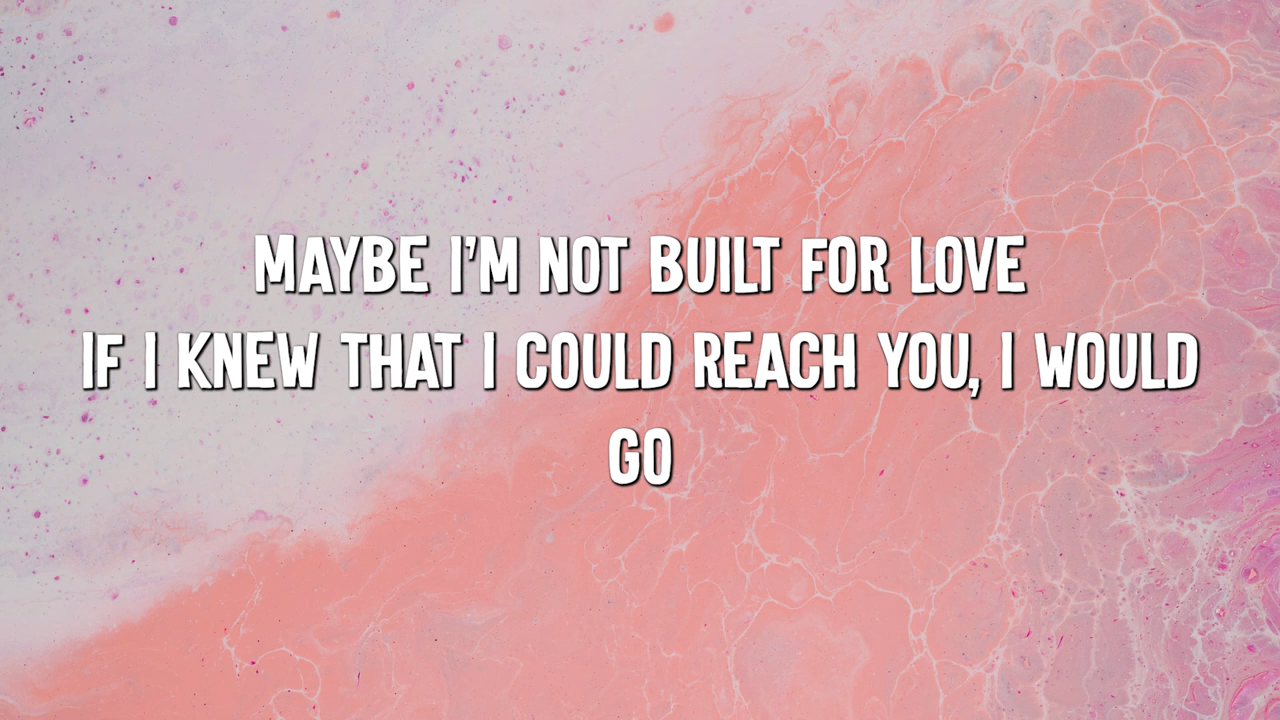 MAYBE I'M NOT BUILT FOR LOVE
IF I KNEW THAT I COULD REACH YOU, I WOULD
GO